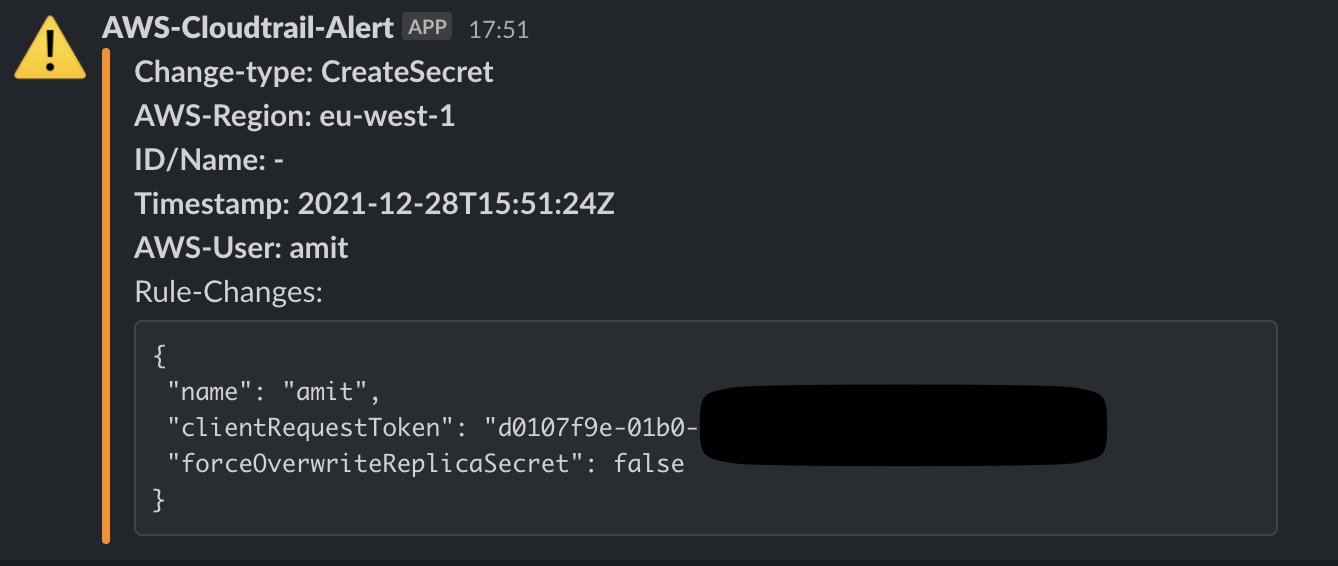 AWS-Cloudtrail-Alert APP 17:51
Change-type: CreateSecret
AWS-Region: eu-west-1
ID/Name: -
Timestamp: 2021-12-28T15:51:24Z
AWS-User: amit
Rule-Changes:
{
"name": "amit",
"clientRequestToken": "d0107f9e-01b0-
"forceOverwriteReplicaSecret": false
}